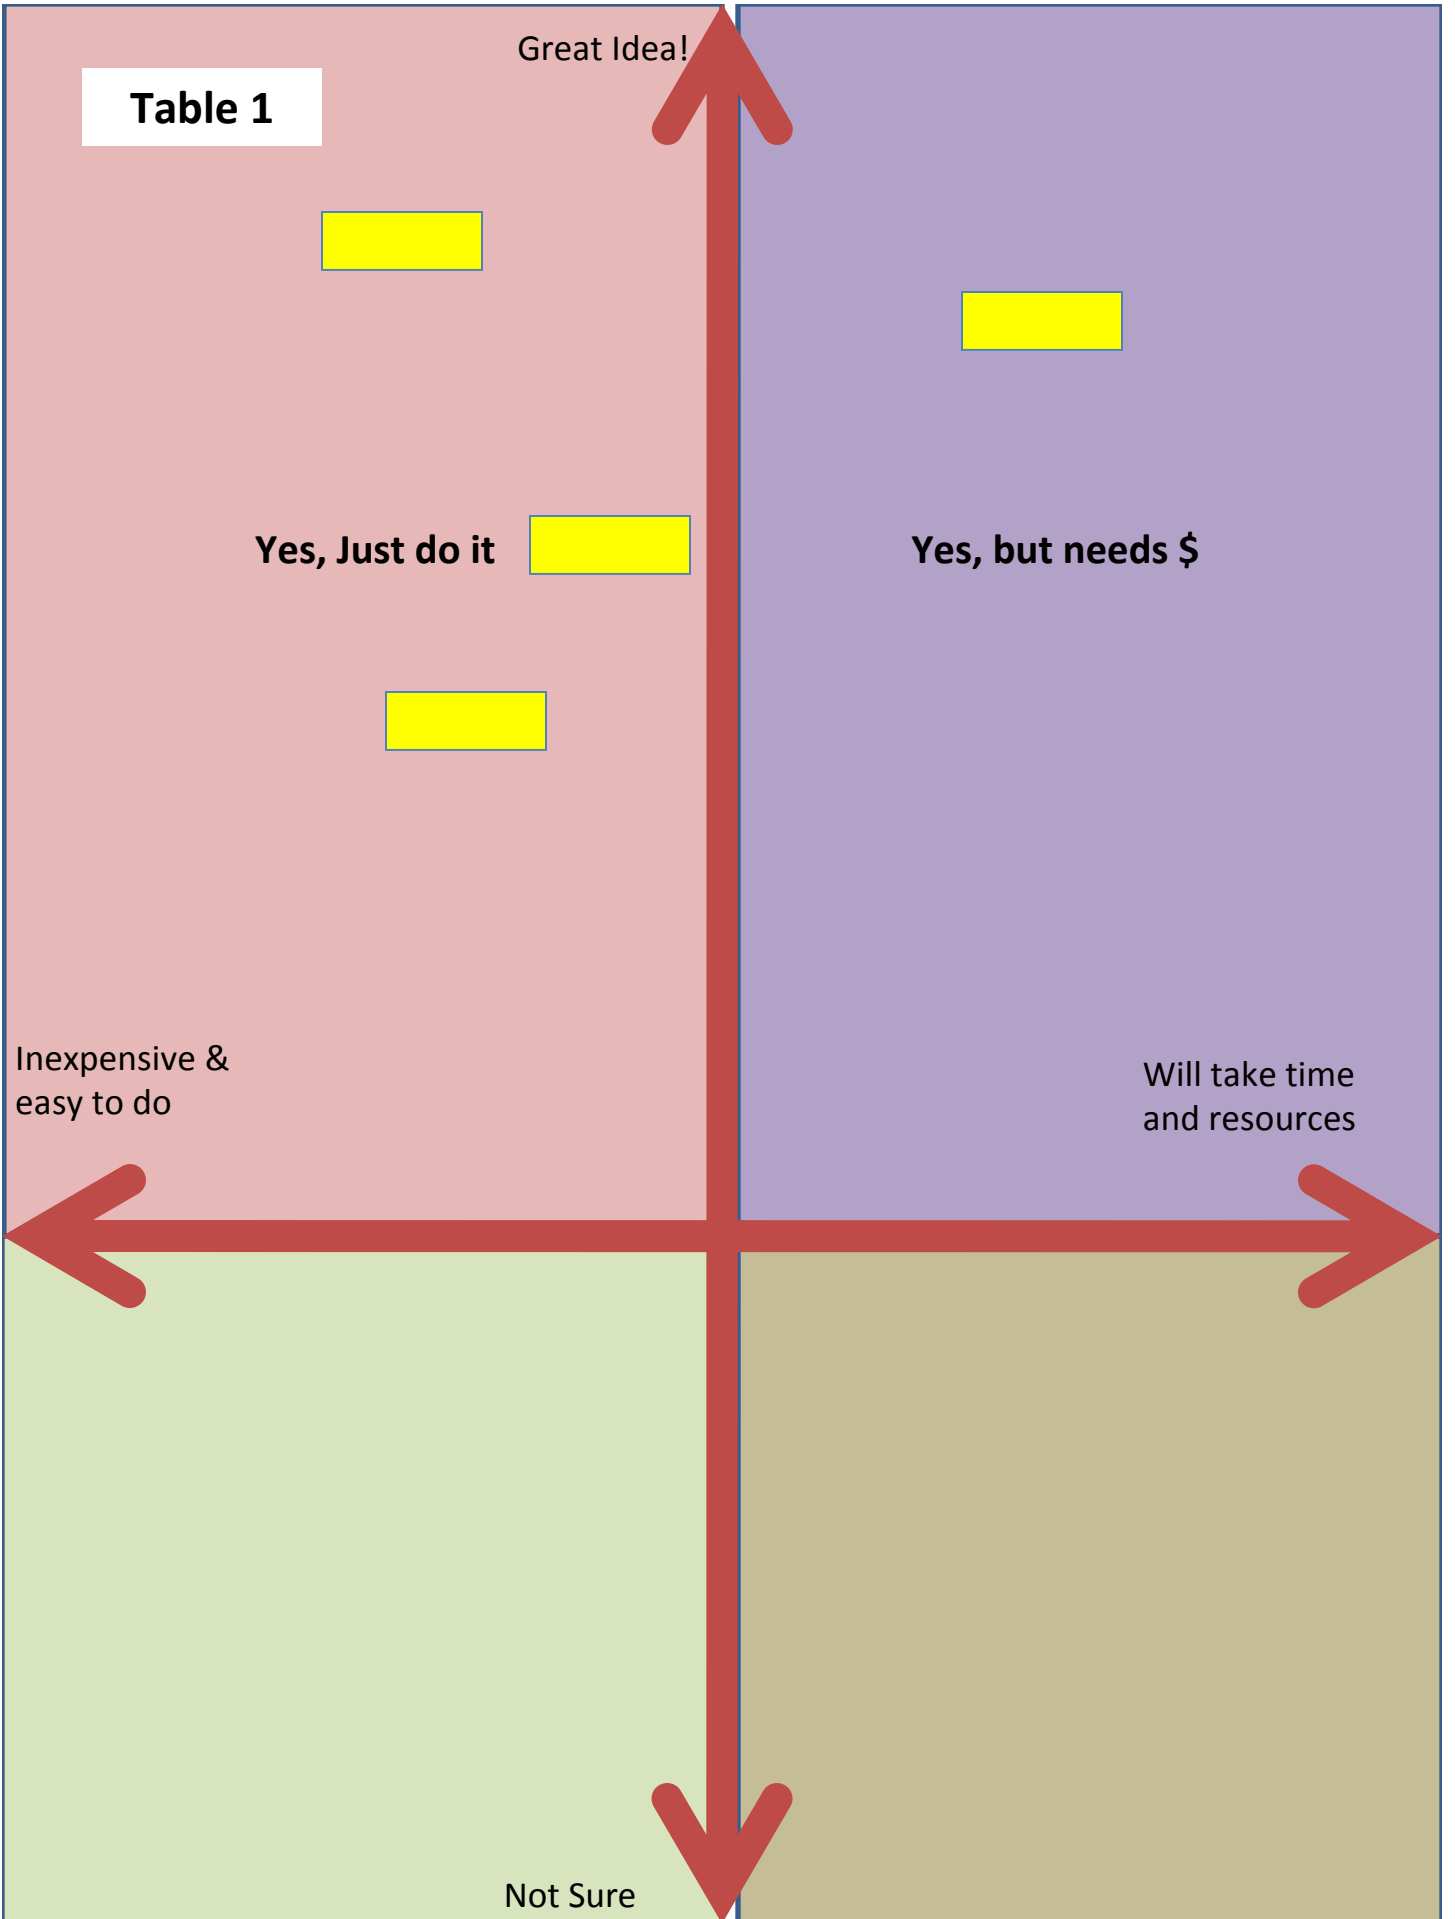 Great Idea!
Table 1
Yes, Just do it
Yes, but needs $
Inexpensive &
easy to do
Will take time
and resources
Not Sure